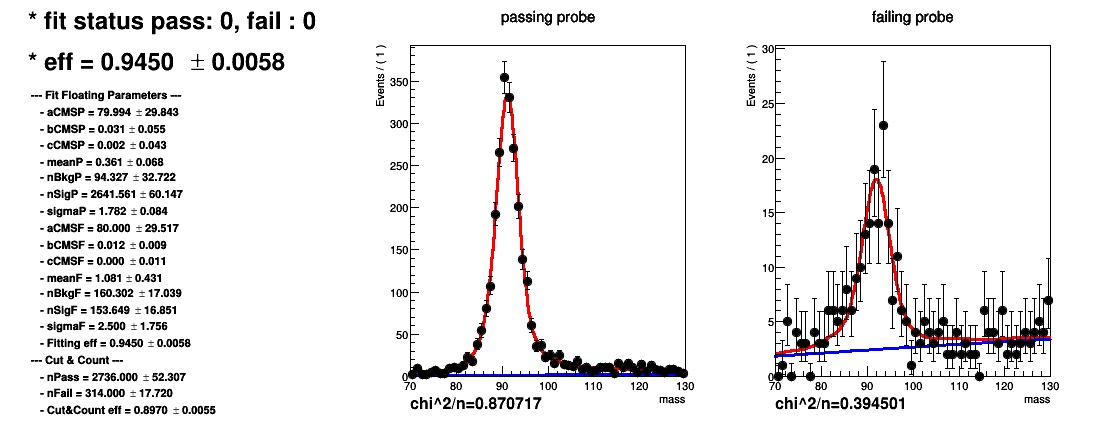 * fit status pass: 0, fail : 0
* eff = 0.9450 ± 0.0058
--- Fit Floating Parameters ---
- aCMSP = 79.994 ± 29.843
- bCMSP = 0.031 ± 0.055
- cCMSP = 0.002 ± 0.043
- meanP = 0.361 ± 0.068
- nBkgP = 94.327 ± 32.722
- nSigP = 2641.561 ± 60.147
- sigmaP = 1.782 ± 0.084
- aCMSF = 80.000 ± 29.517
- bCMSF = 0.012 ± 0.009
- cCMSF = 0.000 ± 0.011
- meanF = 1.081 ± 0.431
- nBkgF = 160.302 ± 17.039
- nSigF = 153.649 ± 16.851
- sigmaF = 2.500 ± 1.756
- Fitting eff = 0.9450 ± 0.0058
--- Cut & Count ---
- nPass = 2736.000 ± 52.307
- nFail = 314.000 ± 17.720
- Cut&Count eff = 0.8970 ± 0.0055
passing probe
Events / ( 1 )
350
300
250
200
150
100
50
0
70 80 90 100 110 120 130
mass
chi^2/n=0.870717
failing probe
Events / ( 1 )
30
25
20
15
10
5
0
70 80 90 100 110 120 130
mass
chi^2/n=0.394501